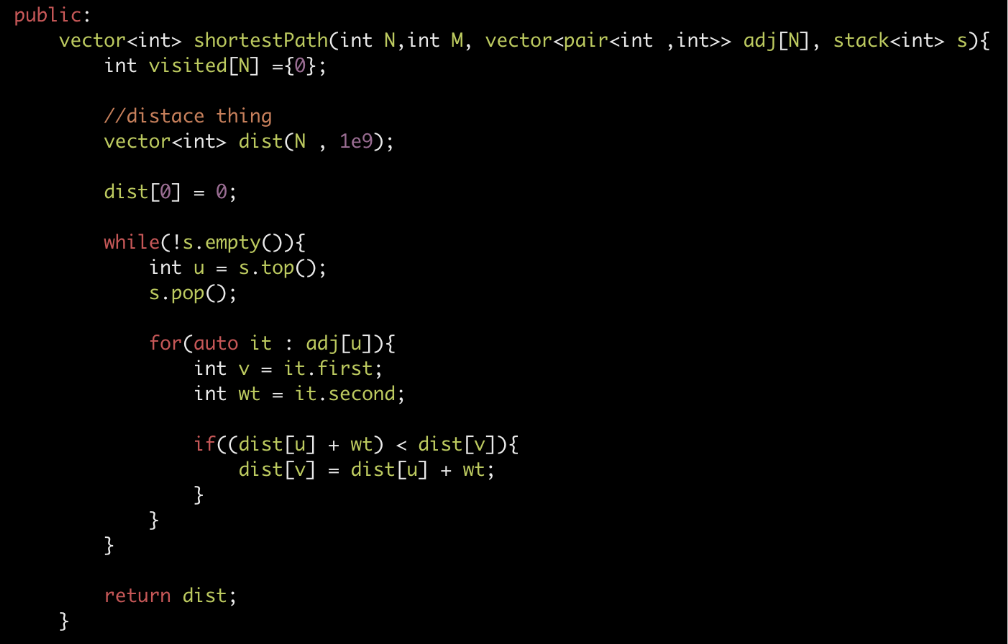 public:
    vector<int> shortestPath(int N,int M, vector<pair<int ,int>> adj[N], stack<int> s){
        int visited[N] ={0};
        //distace thing
        vector<int> dist(N , 1e9);
        dist[0] = 0;
        while(!s.empty()){
            int u = s.top();
            s.pop();
            for(auto it : adj[u]){
                int v = it.first;
                int wt = it.second;
                if((dist[u] + wt) < dist[v]){
                    dist[v] = dist[u] + wt;
                }
            }
        }
        return dist;
    }